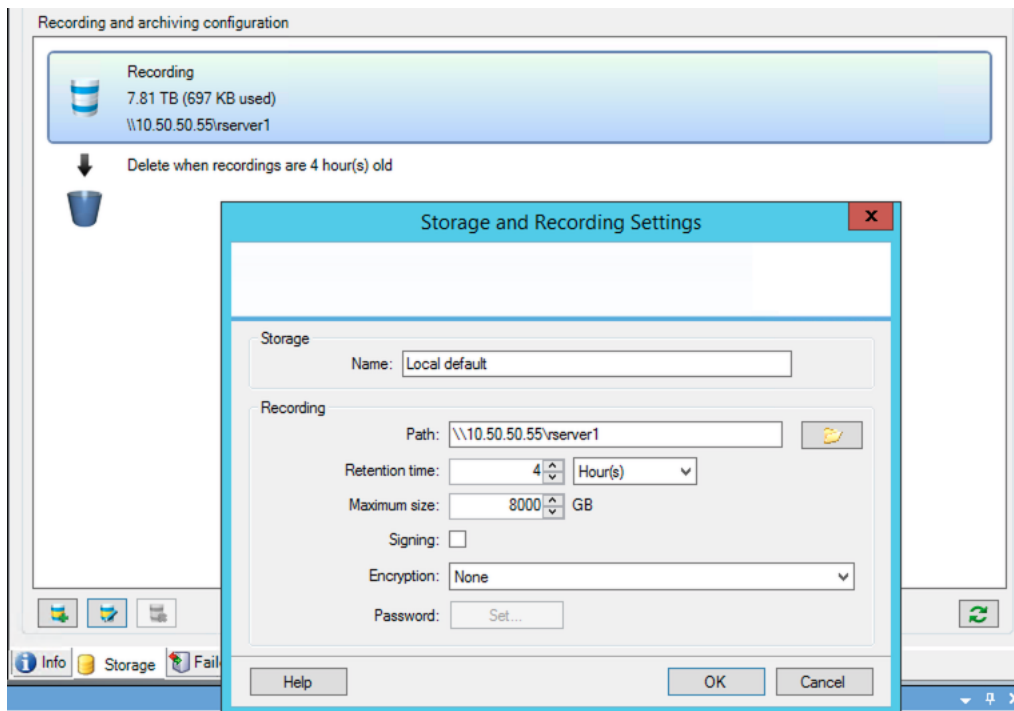 Recording and archiving configuration
Recording
7.81 TB (697 KB used)
\\10.50.50.55\rserver1
Delete when recordings are 4 hour(s) old
Storage and Recording Settings
x
Storage
Name: Local default
Recording
Path: \\10.50.50.55\rserver1
Retention time: 4 Hour(s)
Maximum size: 8000 GB
Signing:
Encryption: None
Password: Set...
Info Storage Fail
Help OK Cancel